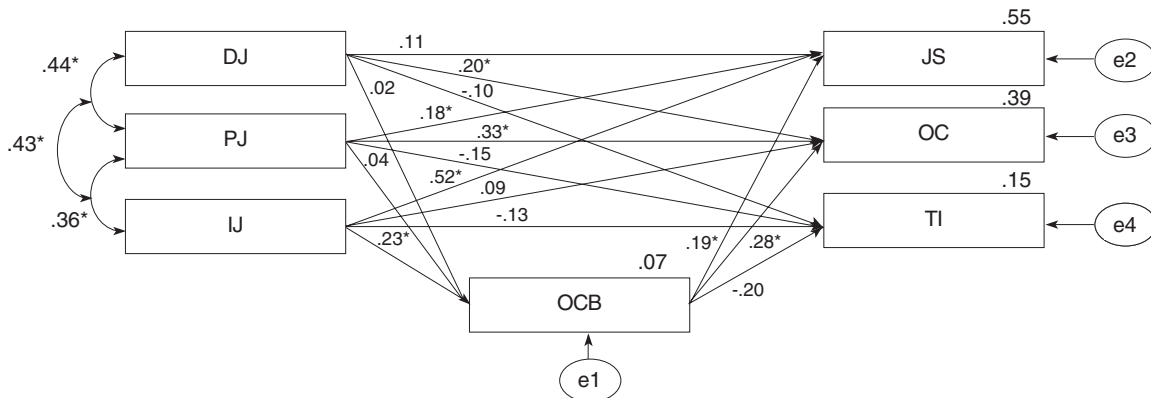 .55
DJ
.11
JS
e2
.44*
.20*
.02
-.10
.39
.18*
PJ
.33*
OC
e3
.43*
.04
-.15
.52*
.09
.15
.36*
IJ
-.13
TI
e4
.23*
.19*
.28*
.07
-.20
OCB
e1